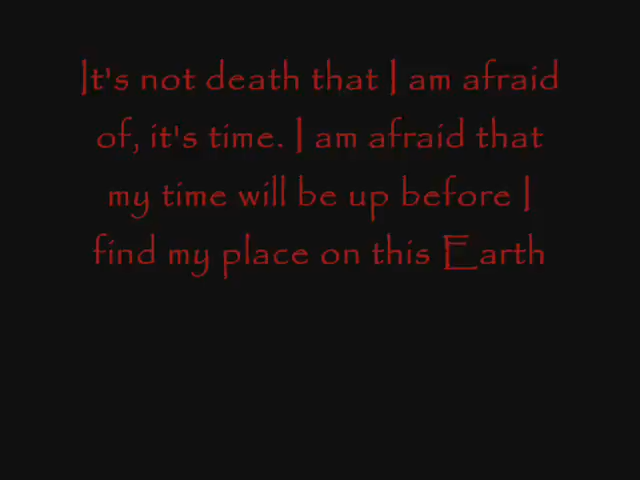 It's not death that I am afraid
of, it's time. I am afraid that
my time will be up before I
find my place on this Earth